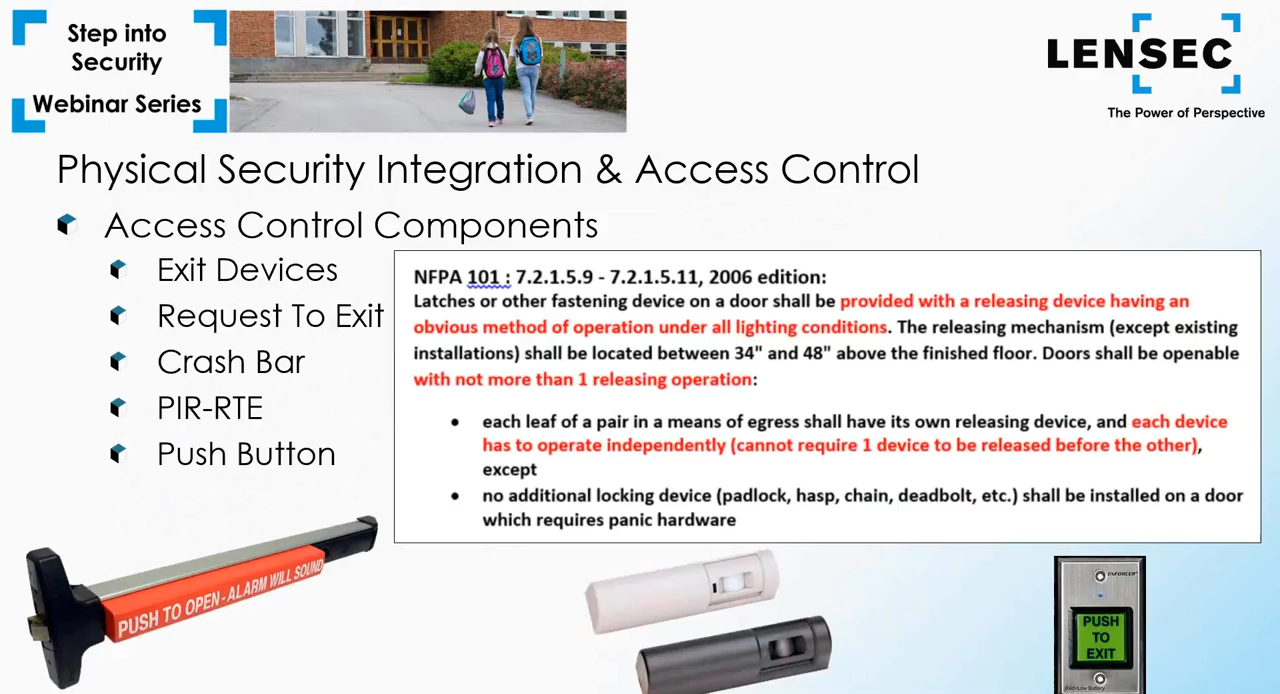 Step into
Security
Webinar Series
LENSEC
The Power of Perspective
Physical Security Integration & Access Control
Access Control Components
Exit Devices
Request To Exit
Crash Bar
PIR-RTE
Push Button
NFPA 101 : 7.2.1.5.9 - 7.2.1.5.11, 2006 edition:
Latches or other fastening device on a door shall be provided with a releasing device having an
obvious method of operation under all lighting conditions. The releasing mechanism (except existing
installations) shall be located between 34" and 48" above the finished floor. Doors shall be openable
with not more than 1 releasing operation:
• each leaf of a pair in a means of egress shall have its own releasing device, and each device
has to operate independently (cannot require 1 device to be released before the other),
except
• no additional locking device (padlock, hasp, chain, deadbolt, etc.) shall be installed on a door
which requires panic hardware
PUSH TO OPEN - ALARM WILL SOUND
ENFORCER
PUSH
TO
EXIT